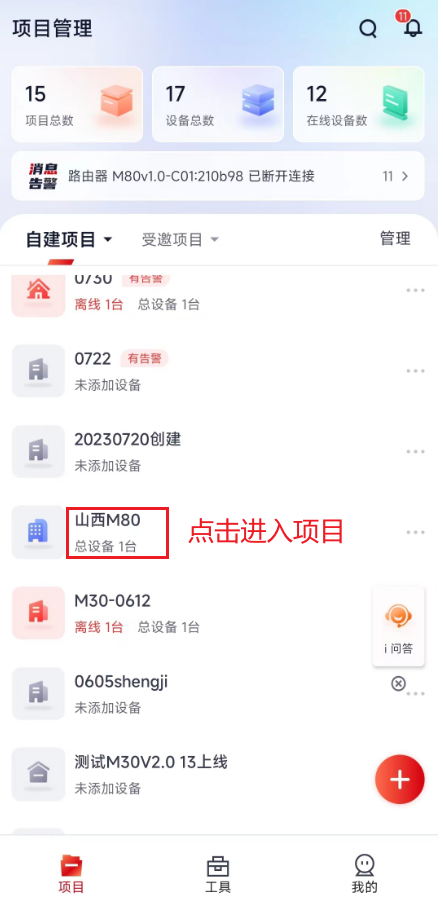 项目管理
11
15
项目总数
17
设备总数
12
在线设备数
消息
告警
路由器 M80v1.0-C01:210b98 已断开连接
11
自建项目
受邀项目
管理
0730 有告警
离线 1台 总设备 1台
0722 有告警
未添加设备
20230720创建
未添加设备
山西M80
总设备 1台
点击进入项目
M30-0612
离线 1台 总设备 1台
i 问答
0605shengji
未添加设备
测试M30V2.0 13上线
未添加设备
项目
工具
我的